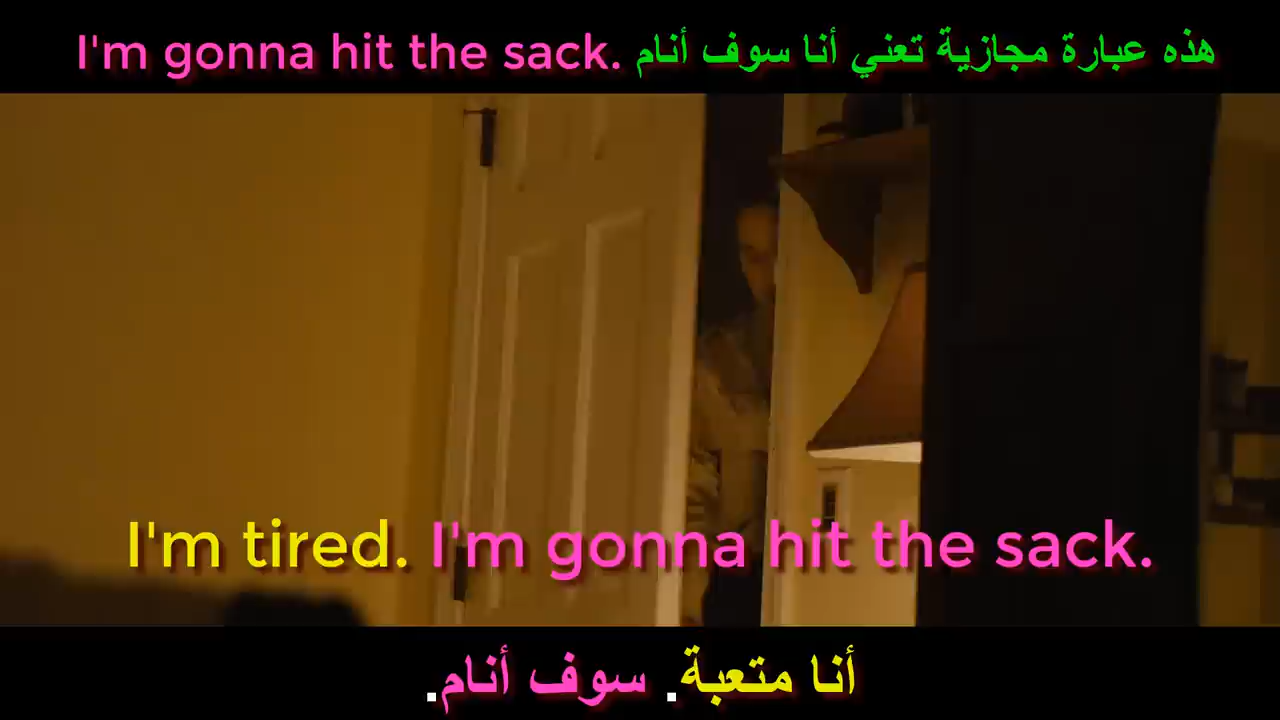 I'm gonna hit the sack. هذه عبارة مجازية تعني أنا سوف أنام
I'm tired. I'm gonna hit the sack.
أنا متعبة. سوف أنام.